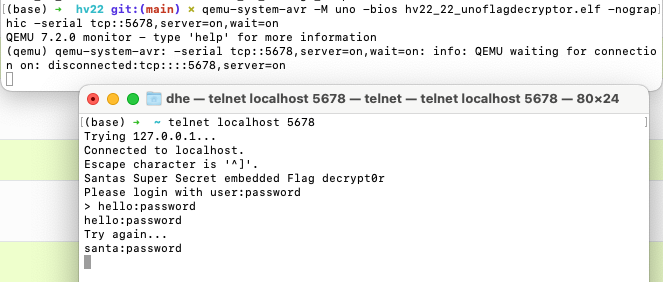 (base) ➜  hv22 git:(main) ✗ qemu-system-avr -M uno -bios hv22_22_unoflagdecryptor.elf -nograp
hic -serial tcp::5678,server=on,wait=on
QEMU 7.2.0 monitor - type 'help' for more information
(qemu) qemu-system-avr: -serial tcp::5678,server=on,wait=on: info: QEMU waiting for connectio
n on: disconnected:tcp::::5678,server=on
dhe — telnet localhost 5678 — telnet — telnet localhost 5678 — 80×24
(base) ➜  ~ telnet localhost 5678
Trying 127.0.0.1...
Connected to localhost.
Escape character is '^]'.
Santas Super Secret embedded Flag decrypt0r
Please login with user:password
> hello:password
hello:password
Try again...
santa:password